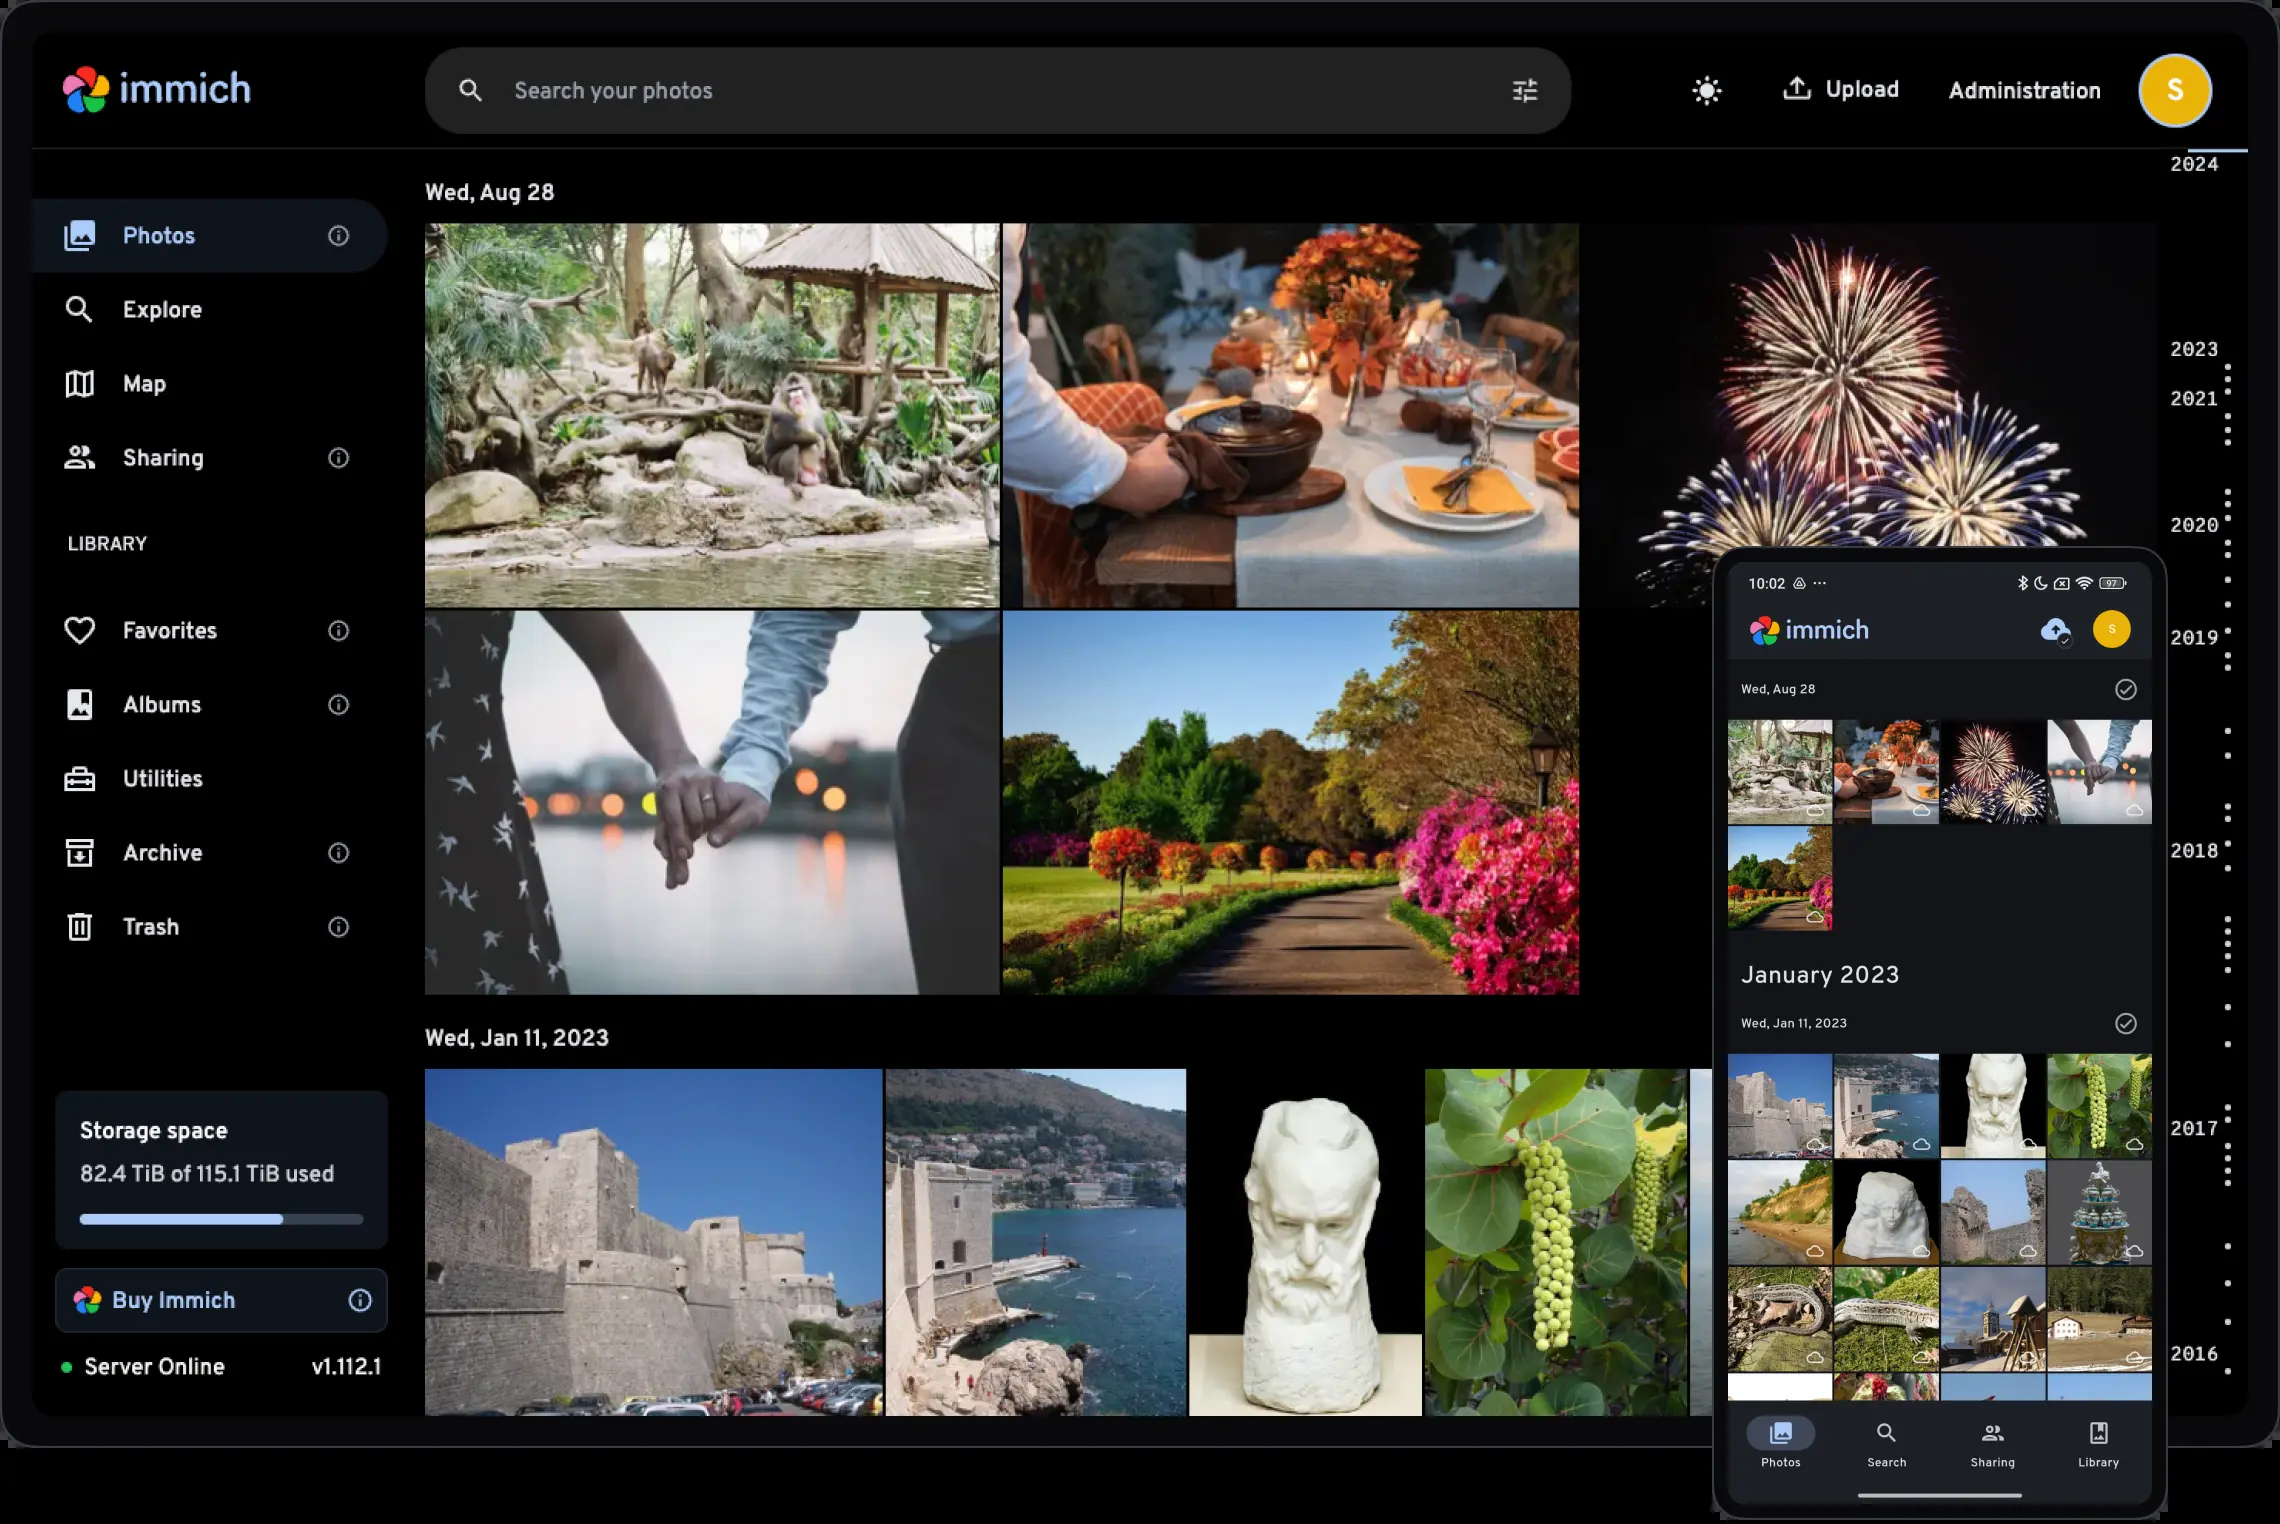 immich
Search your photos
Upload
Administration
S
Photos
Explore
Map
Sharing
LIBRARY
Favorites
Albums
Utilities
Archive
Trash
Storage space
82.4 TiB of 115.1 TiB used
Buy Immich
Server Online v1.112.1
Wed, Aug 28
Wed, Jan 11, 2023
2024
2023
2021
2020
2019
2018
2017
2016
10:02 ··· 97
immich
S
Wed, Aug 28
January 2023
Wed, Jan 11, 2023
Photos Search Sharing Library